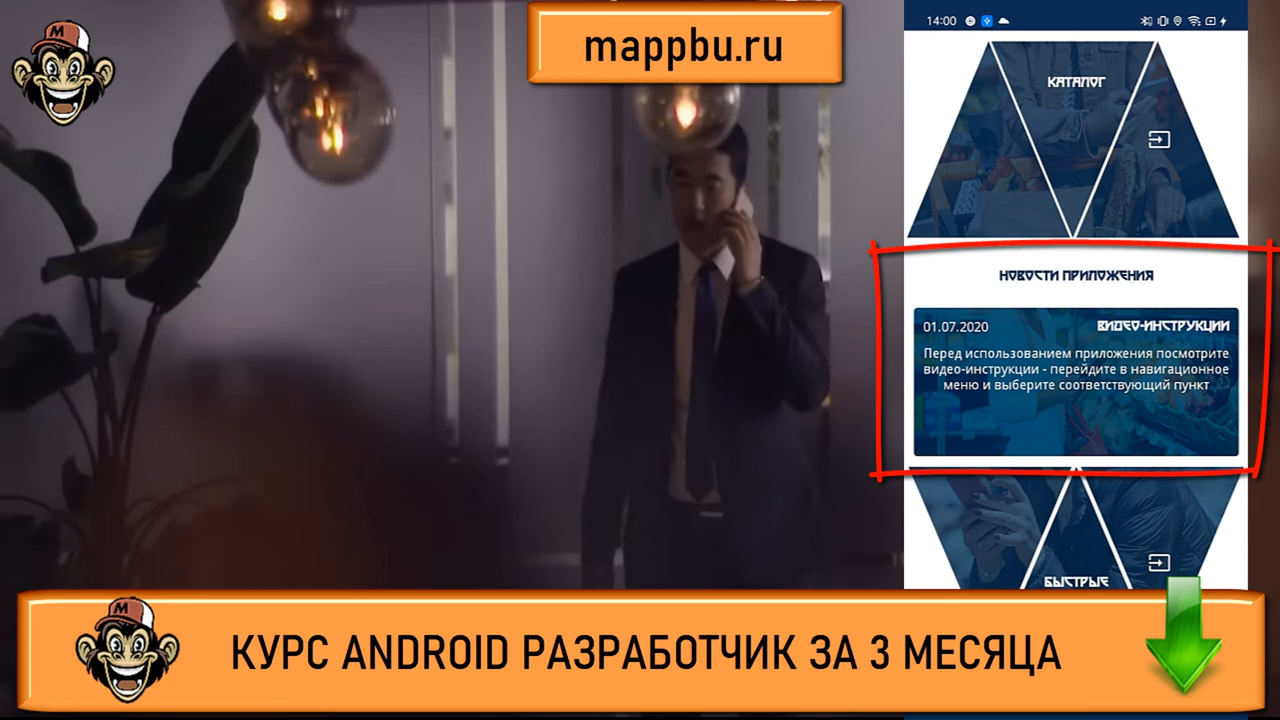 mappbu.ru
M
14:00
КАТАЛОГ
НОВОСТИ ПРИЛОЖЕНИЯ
01.07.2020
ВИДЕО-ИНСТРУКЦИИ
Перед использованием приложения посмотрите
видео-инструкции - перейдите в навигационное
меню и выберите соответствующий пункт
БЫСТРЫЕ
M
КУРС ANDROID РАЗРАБОТЧИК ЗА 3 МЕСЯЦА